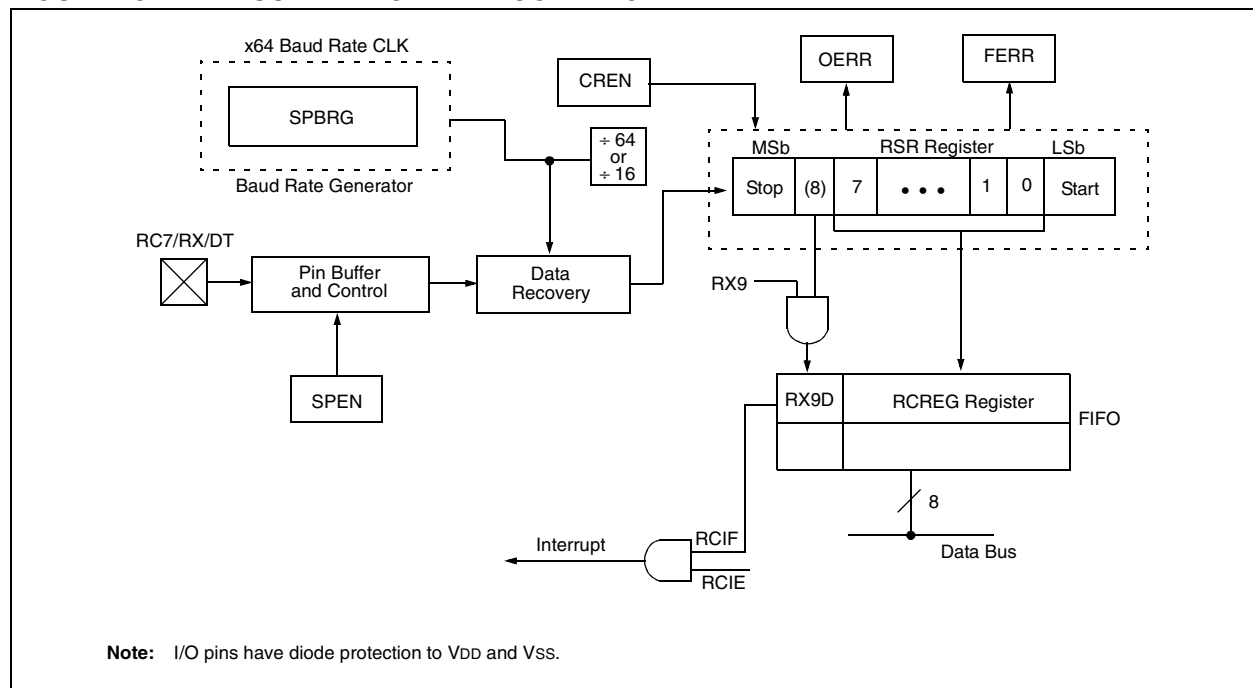 x64 Baud Rate CLK
SPBRG
Baud Rate Generator
CREN
OERR
FERR
÷ 64
or
÷ 16
MSb
RSR Register
LSb
Stop
(8)
7
• • •
1
0
Start
RC7/RX/DT
Pin Buffer
and Control
Data
Recovery
SPEN
RX9
RX9D
RCREG Register
FIFO
8
Data Bus
Interrupt
RCIF
RCIE
Note: I/O pins have diode protection to VDD and VSS.